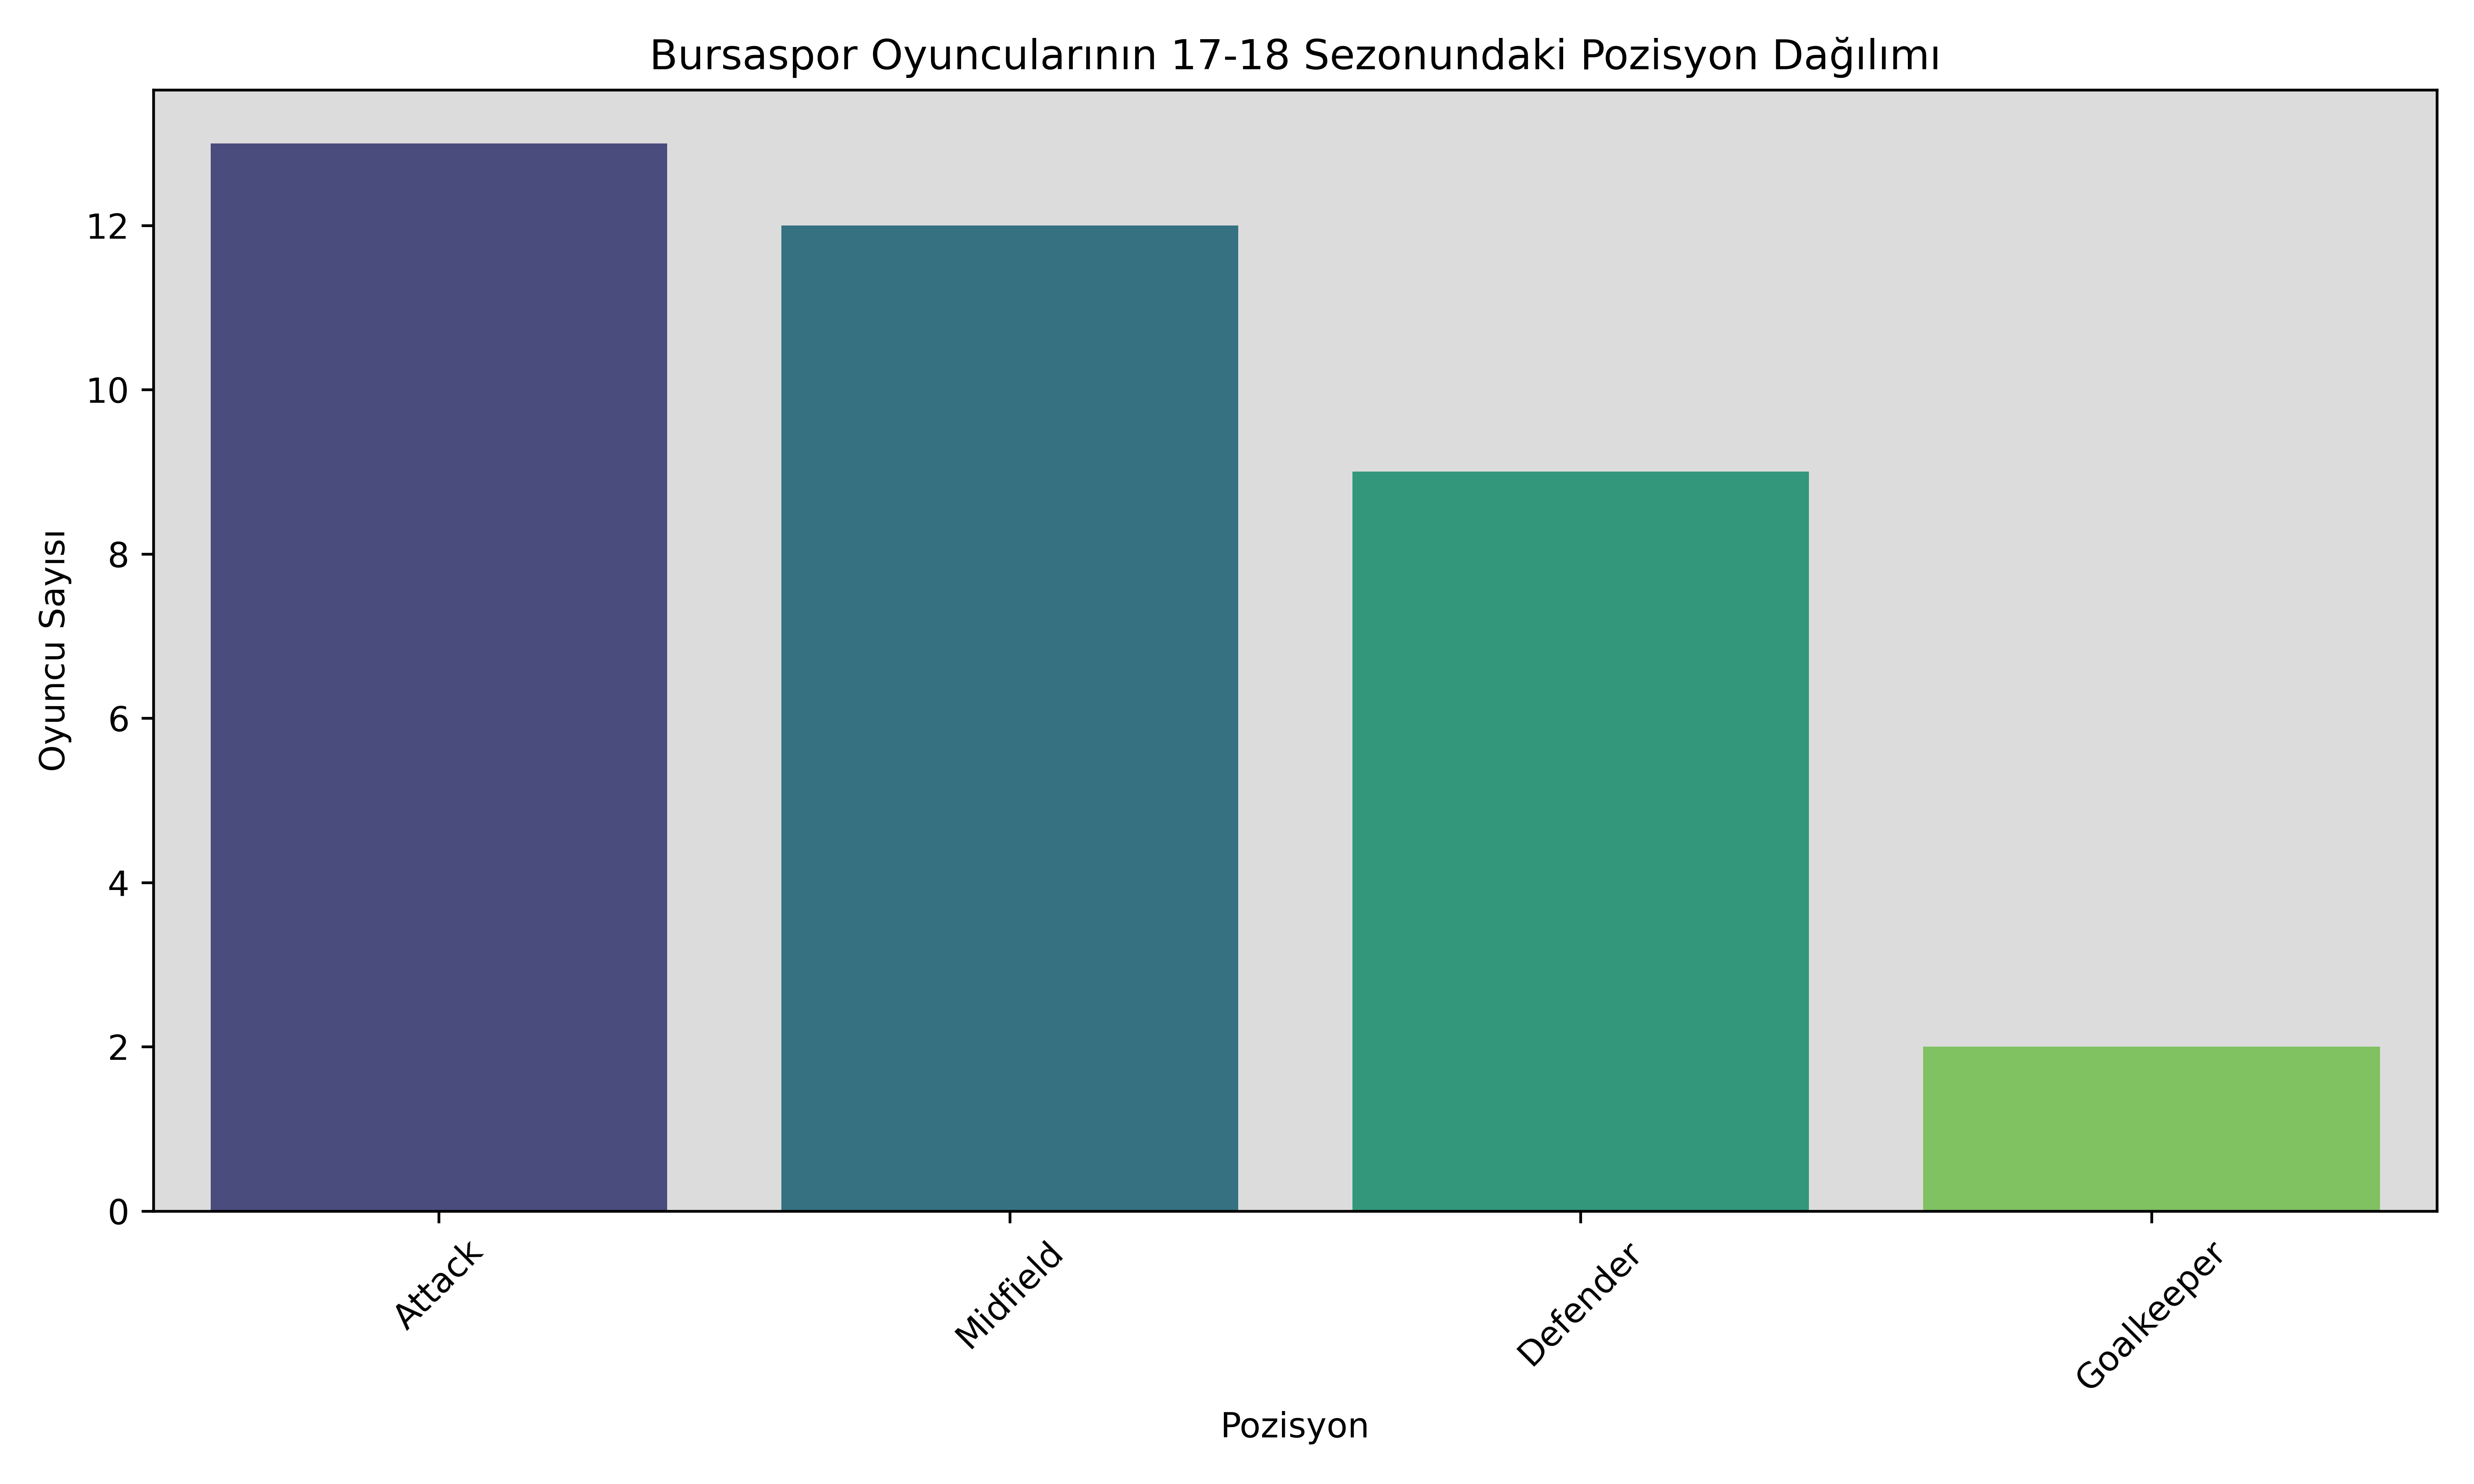 Bursaspor Oyuncularının 17-18 Sezonundaki Pozisyon Dağılımı
Oyuncu Sayısı
12
10
8
6
4
2
0
Attack
Midfield
Defender
Goalkeeper
Pozisyon